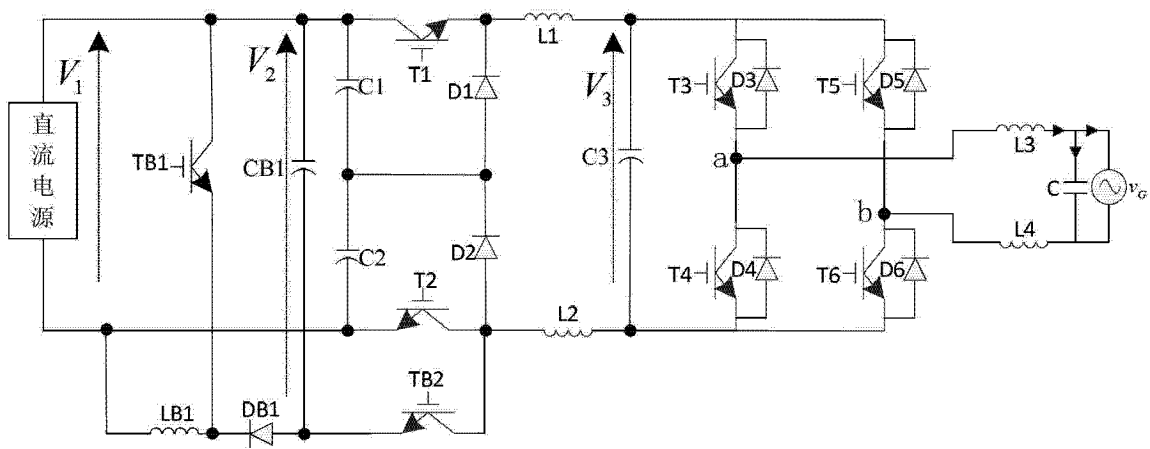 V1
直流电源
TB1
V2
CB1
C1
C2
T1
D1
D2
T2
L1
L2
V3
C3
T3
D3
T5
D5
a
b
T4
D4
T6
D6
L3
C
vG
L4
LB1
DB1
TB2